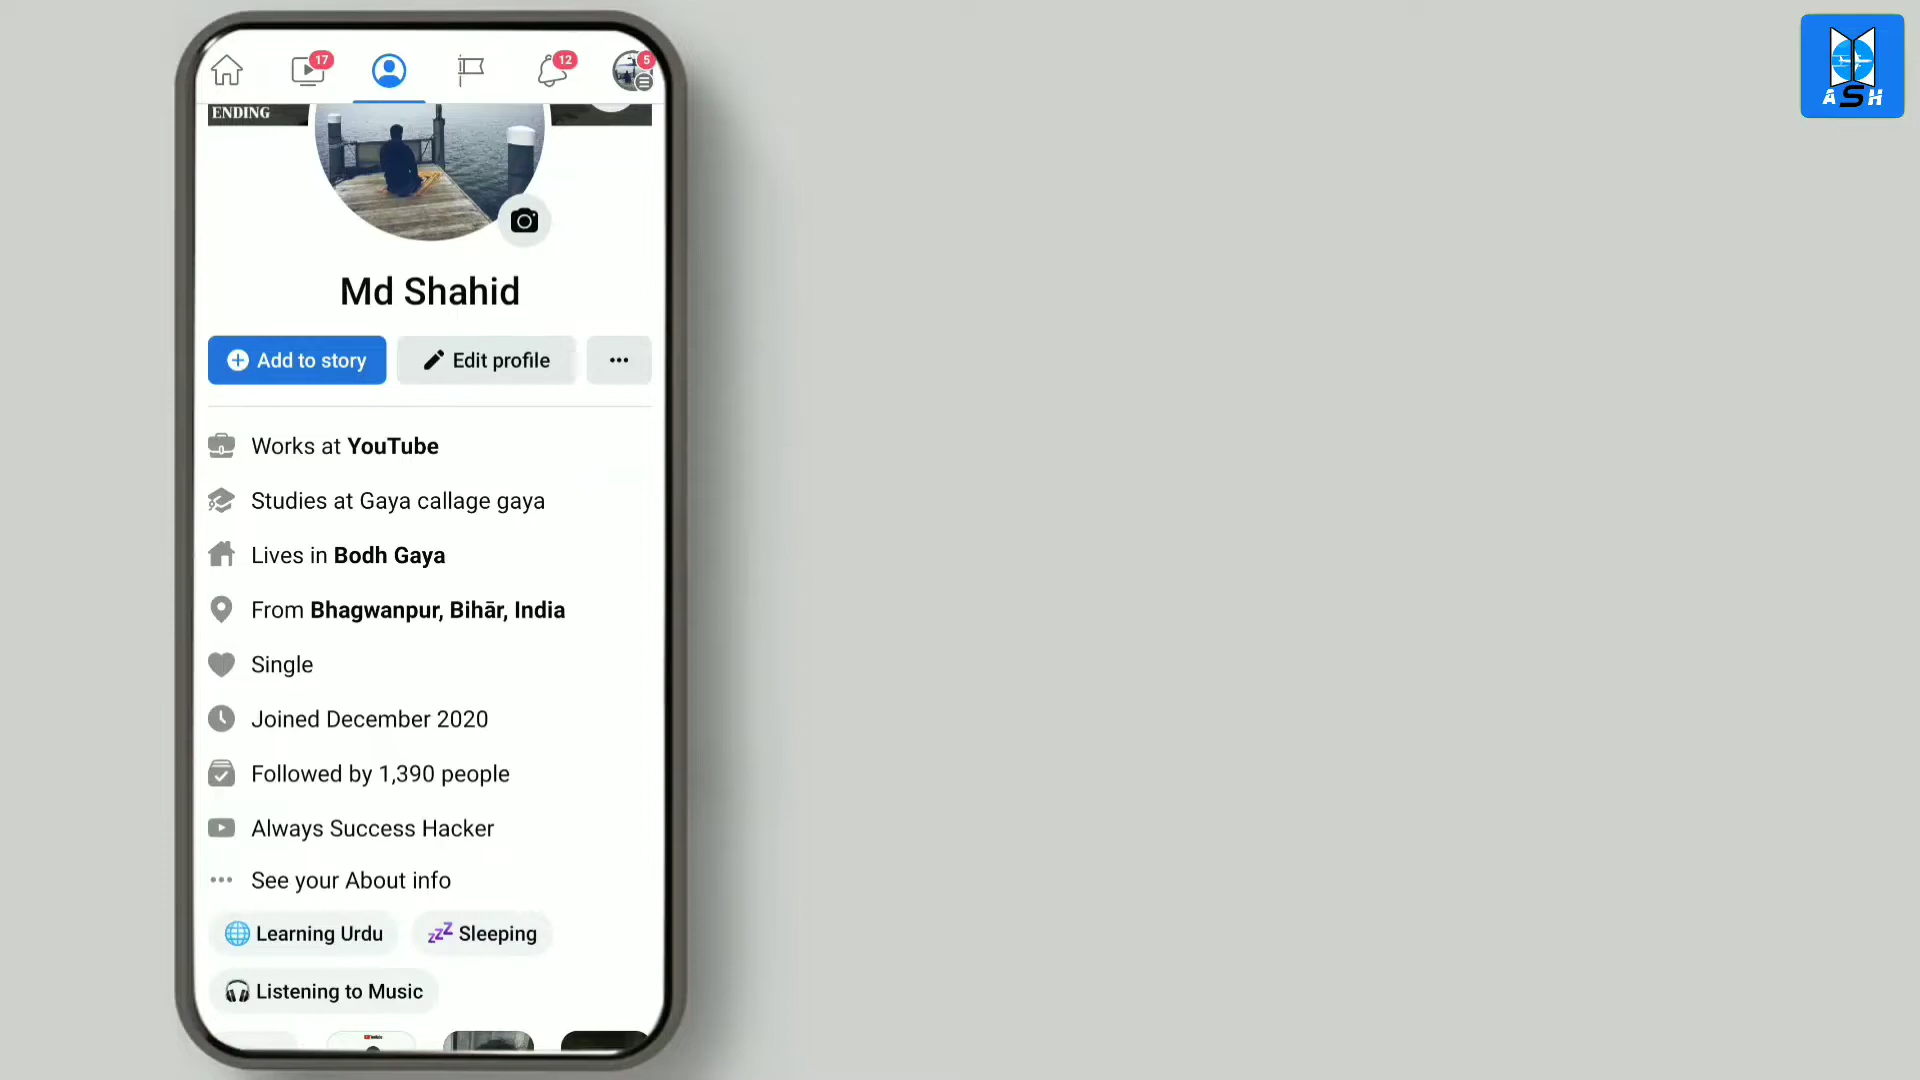 17
12
5
ASH
ENDING
Md Shahid
Add to story
Edit profile
Works at YouTube
Studies at Gaya callage gaya
Lives in Bodh Gaya
From Bhagwanpur, Bihār, India
Single
Joined December 2020
Followed by 1,390 people
Always Success Hacker
See your About info
Learning Urdu
Sleeping
Listening to Music